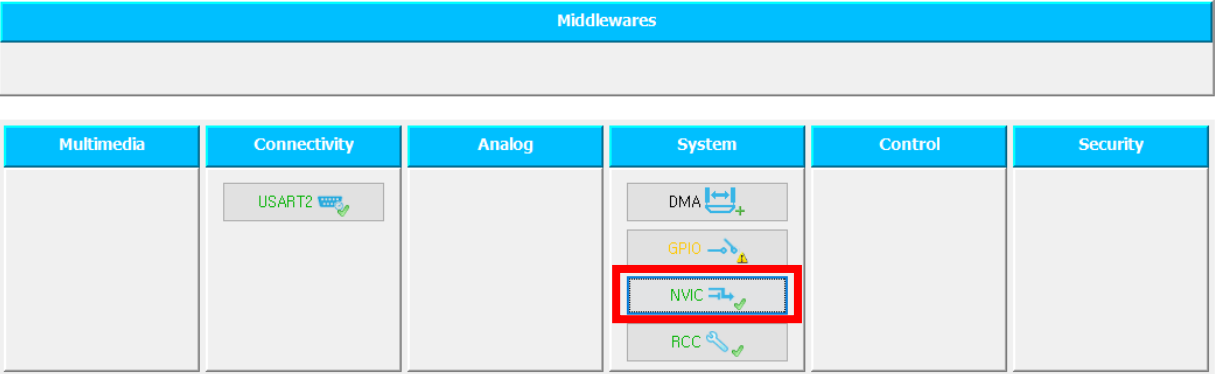 Middlewares
Multimedia Connectivity Analog System Control Security
USART2 DMA
GPIO
NVIC
RCC